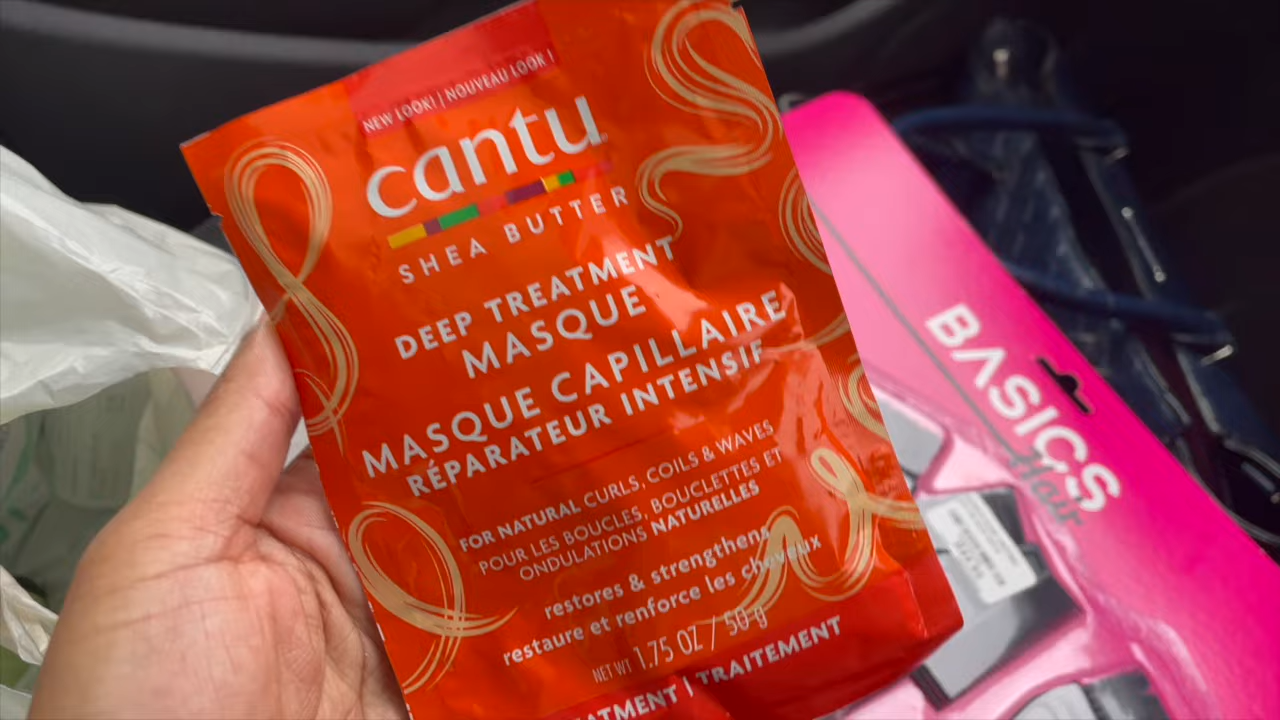 NEW LOOK! | NOUVEAU LOOK !
cantu
SHEA BUTTER
DEEP TREATMENT
MASQUE
MASQUE CAPILLAIRE
RÉPARATEUR INTENSIF
FOR NATURAL CURLS, COILS & WAVES
POUR LES BOUCLES, BOUCLETTES ET
ONDULATIONS NATURELLES
restores & strengthens
restaure et renforce les cheveux
NET WT 1.75 OZ / 50 g
ATMENT | TRAITEMENT
BASICS
Hair